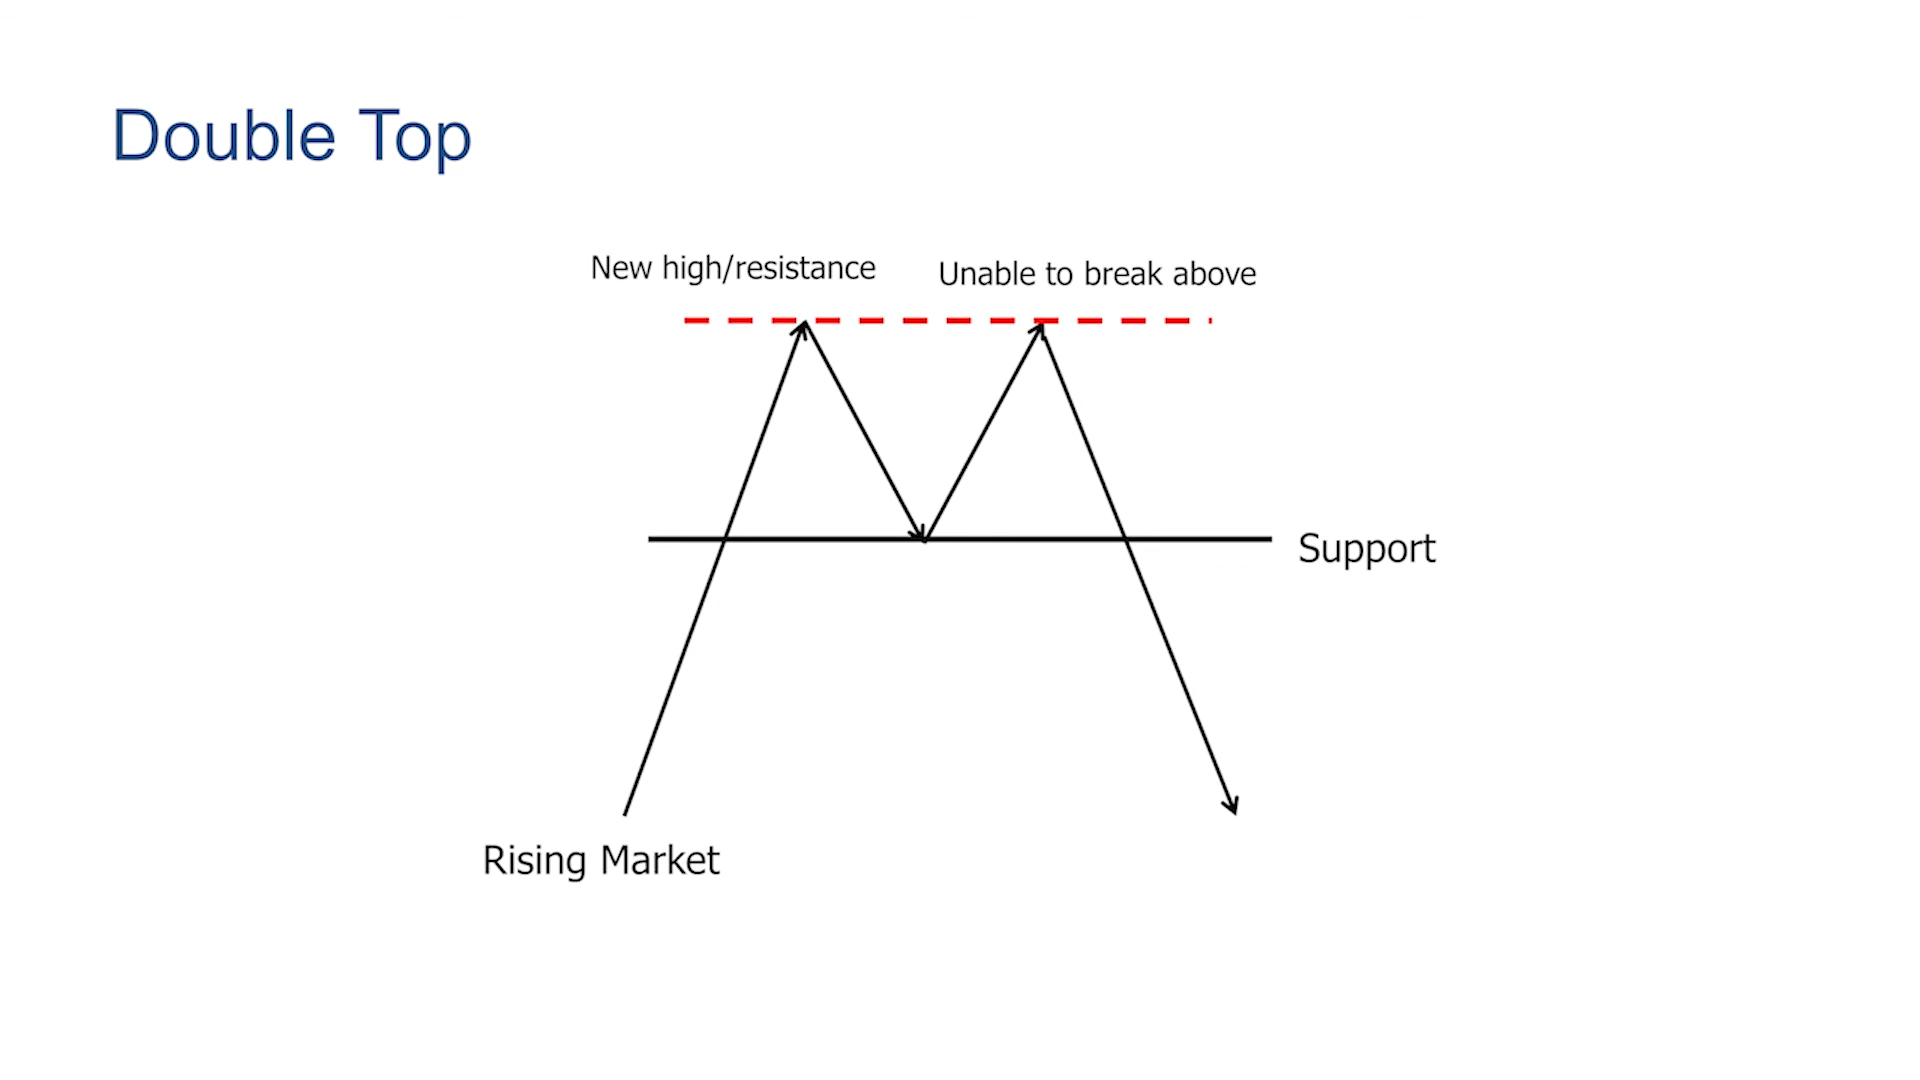 Double Top
New high/resistance
Unable to break above
Support
Rising Market